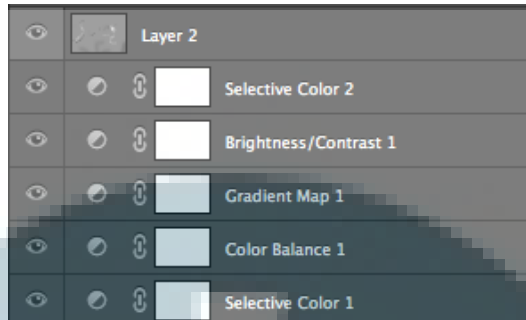 Layer 2
Selective Color 2
Brightness/Contrast 1
Gradient Map 1
Color Balance 1
Selective Color 1